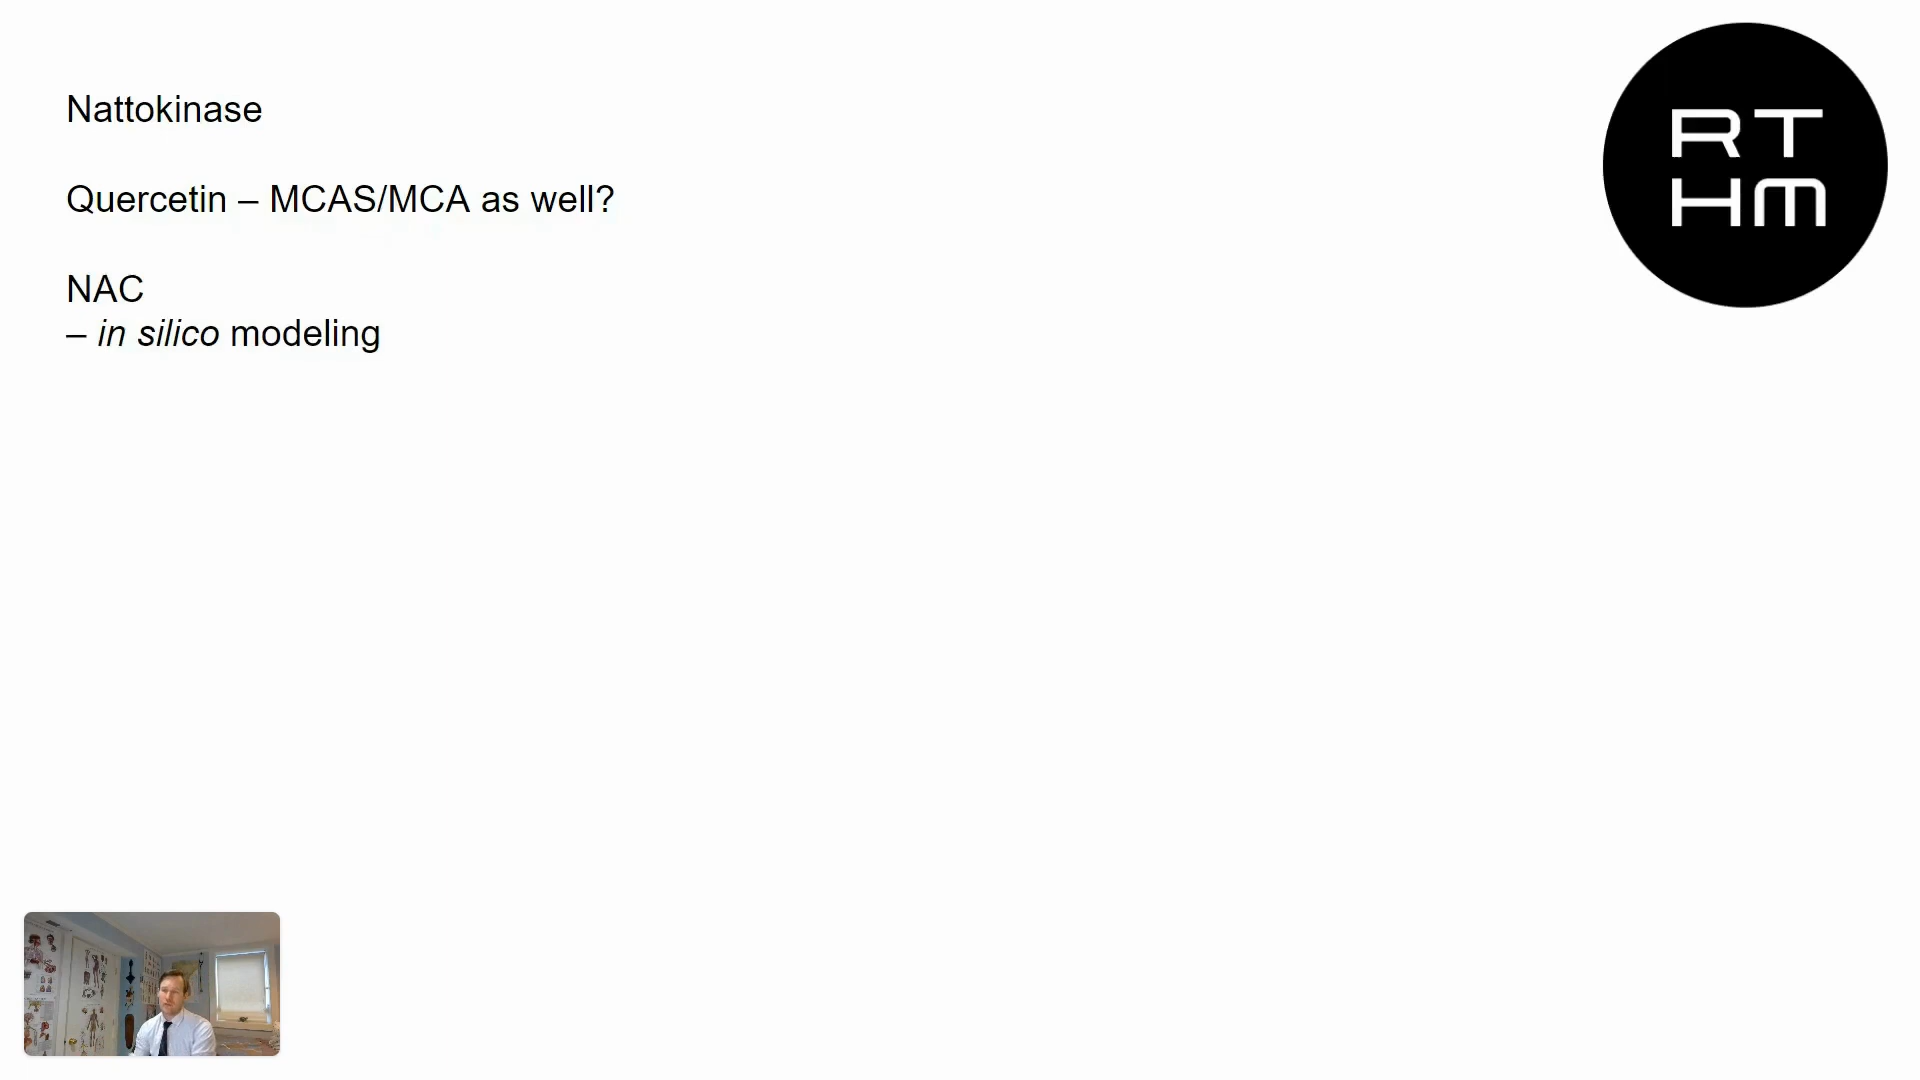 Nattokinase
Quercetin – MCAS/MCA as well?
NAC
– in silico modeling
RT
HM